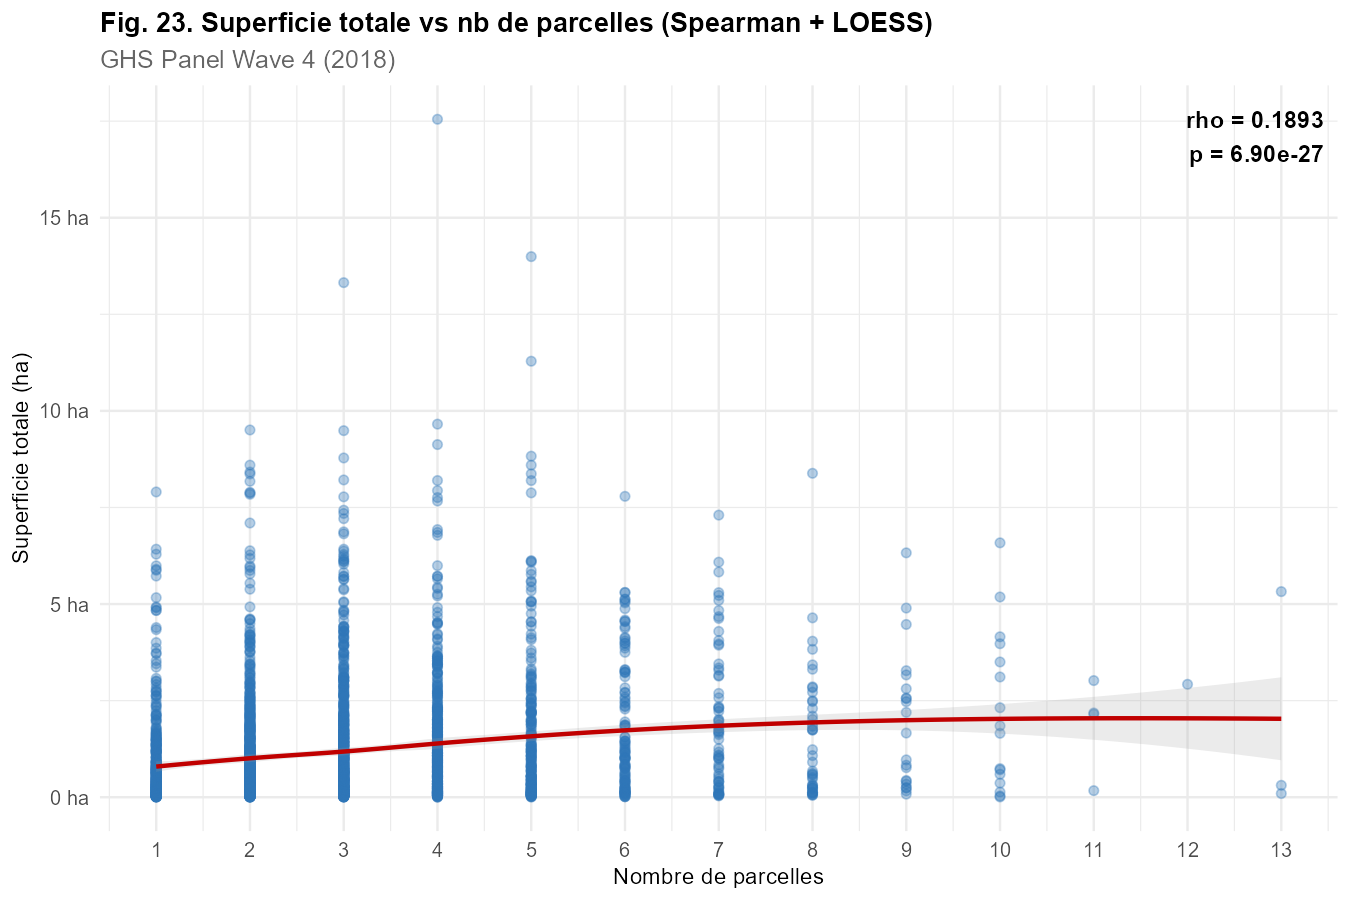 Fig. 23. Superficie totale vs nb de parcelles (Spearman + LOESS)
GHS Panel Wave 4 (2018)
rho = 0.1893
p = 6.90e-27
15 ha
10 ha
5 ha
0 ha
Superficie totale (ha)
1 2 3 4 5 6 7 8 9 10 11 12 13
Nombre de parcelles